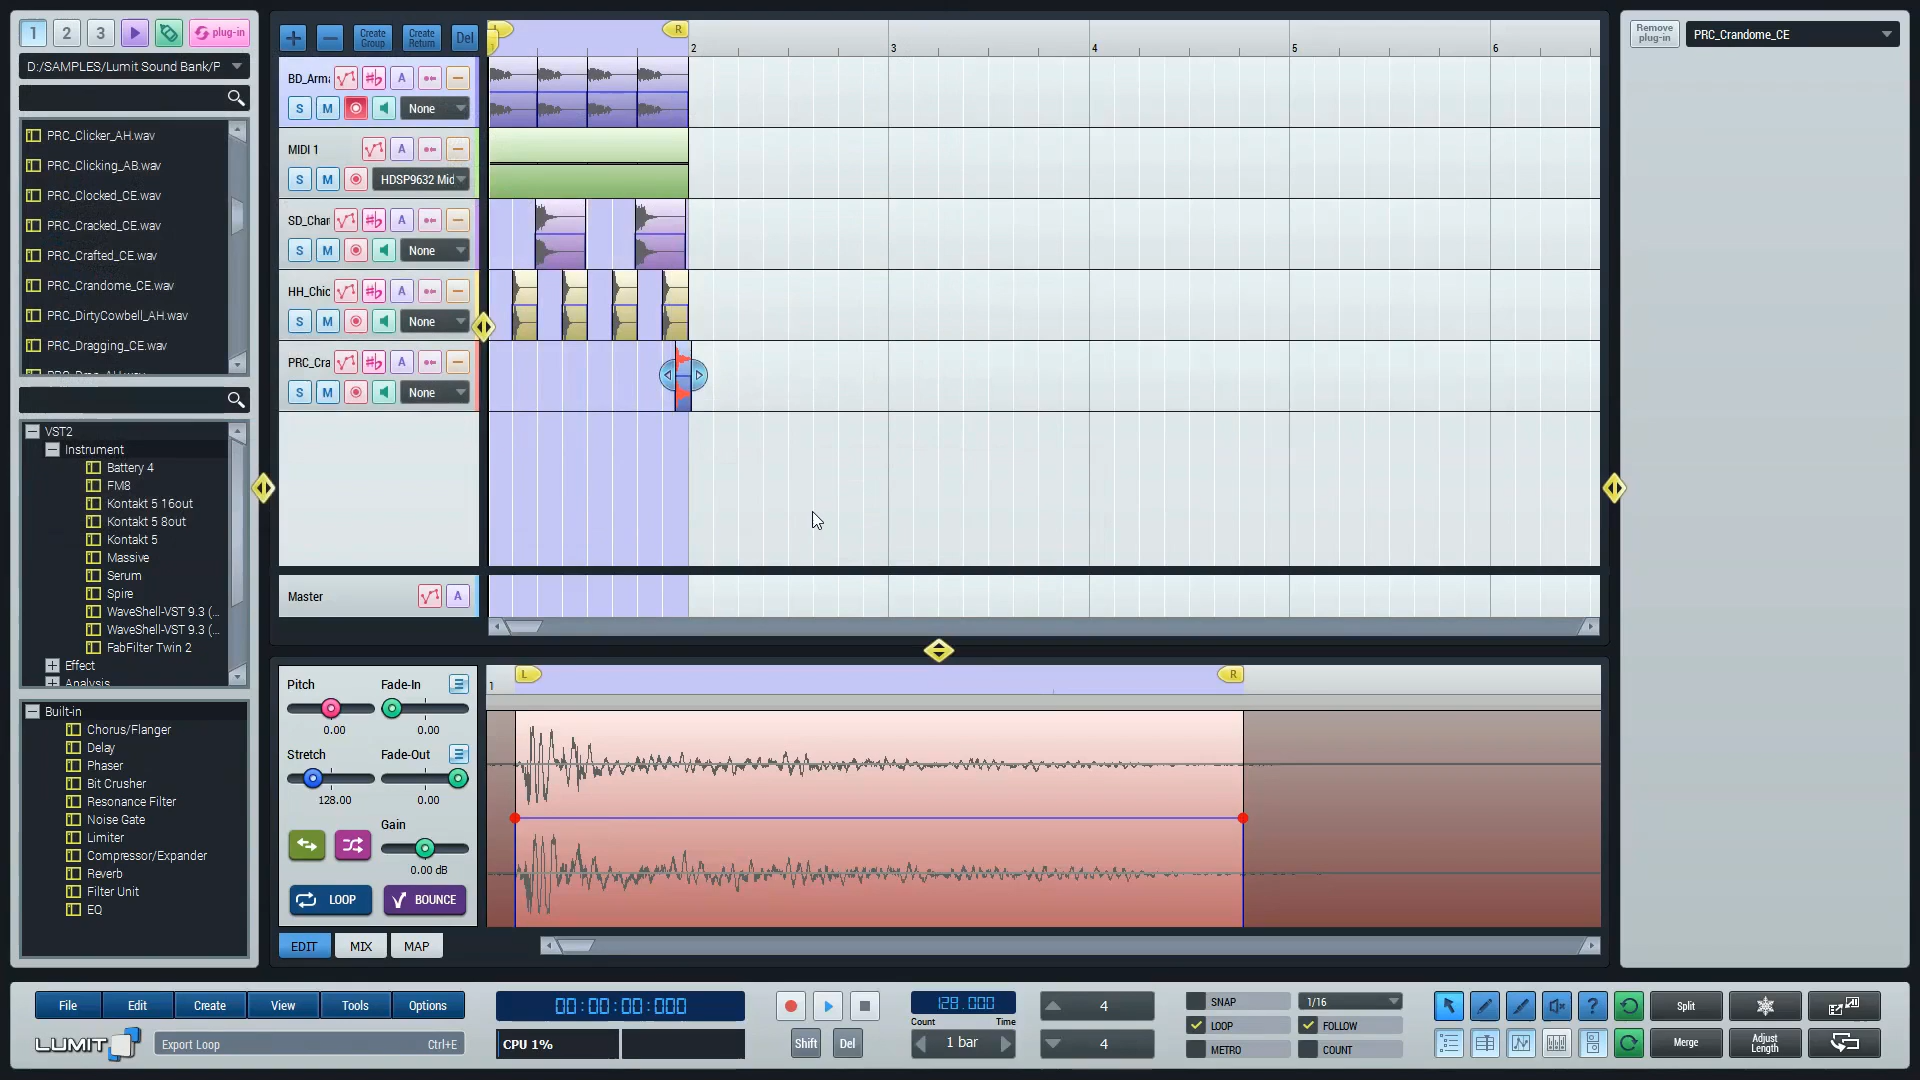 1 2 3 plug-in
D:/SAMPLES/Lumit Sound Bank/P
PRC_Clicker_AH.wav
PRC_Clicking_AB.wav
PRC_Clocked_CE.wav
PRC_Cracked_CE.wav
PRC_Crafted_CE.wav
PRC_Crandome_CE.wav
PRC_DirtyCowbell_AH.wav
PRC_Dragging_CE.wav
VST2
Instrument
Battery 4
FM8
Kontakt 5 16out
Kontakt 5 8out
Kontakt 5
Massive
Serum
Spire
WaveShell-VST 9.3 (...
WaveShell-VST 9.3 (...
FabFilter Twin 2
Effect
Analysis
Built-in
Chorus/Flanger
Delay
Phaser
Bit Crusher
Resonance Filter
Noise Gate
Limiter
Compressor/Expander
Reverb
Filter Unit
EQ
Create Group
Create Return
Del
R
2 3 4 5 6
BD_Arma A
S M None
MIDI 1 A
S M HDSP9632 Mid
SD_Char A
S M None
HH_Chic A
S M None
PRC_Cra A
S M None
Master A
Pitch Fade-In
0.00 0.00
Stretch Fade-Out
128.00 0.00
Gain
0.00 dB
LOOP BOUNCE
EDIT MIX MAP
1 L R
Remove plug-in
PRC_Crandome_CE
File Edit Create View Tools Options
LUMIT
Export Loop Ctrl+E
00:00:00:000
CPU 1%
Shift Del
128.000
Count Time
1 bar
4
4
SNAP 1/16
LOOP FOLLOW
METRO COUNT
?
Split
Merge
Adjust Length